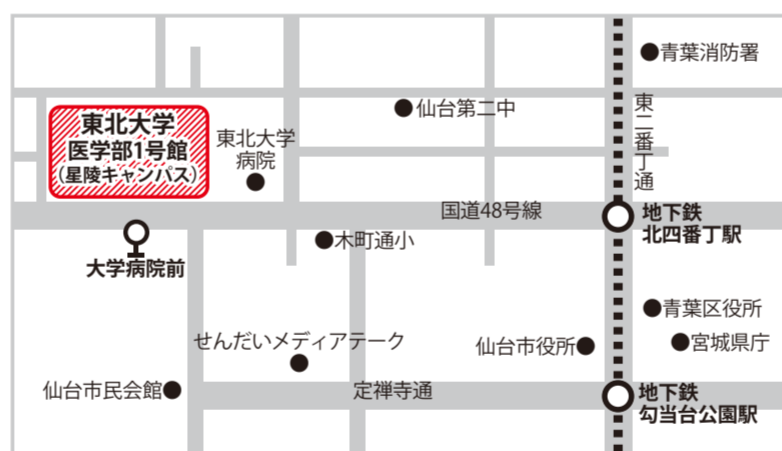 青葉消防署
仙台第二中
東二番丁通
東北大学
医学部1号館
(星陵キャンパス)
東北大学
病院
国道48号線
地下鉄
北四番丁駅
木町通小
大学病院前
青葉区役所
せんだいメディアテーク
仙台市役所
宮城県庁
仙台市民会館
定禅寺通
地下鉄
勾当台公園駅